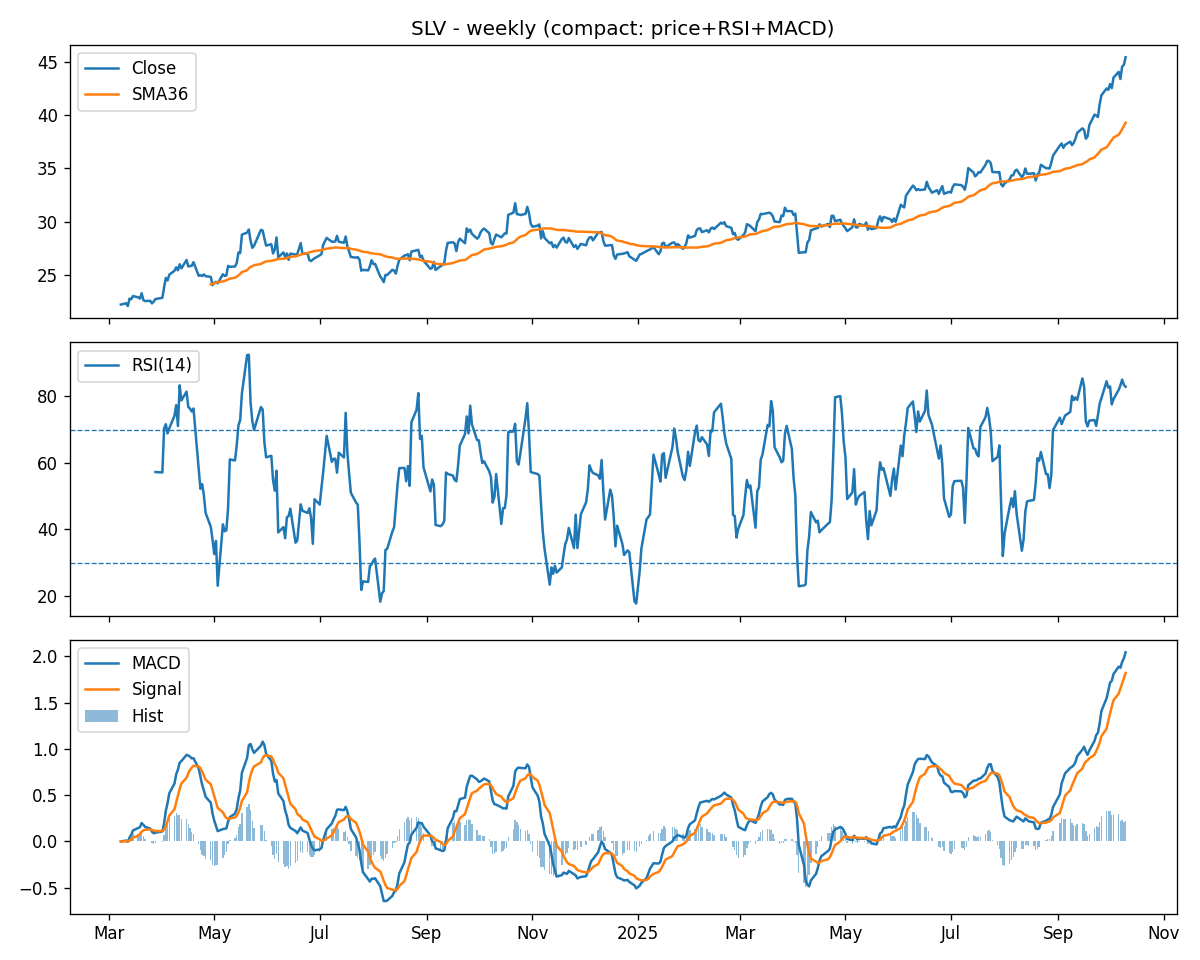 SLV - weekly (compact: price+RSI+MACD)
Close
SMA36
45
40
35
30
25
RSI(14)
80
60
40
20
MACD
Signal
Hist
2.0
1.5
1.0
0.5
0.0
−0.5
Mar May Jul Sep Nov 2025 Mar May Jul Sep Nov